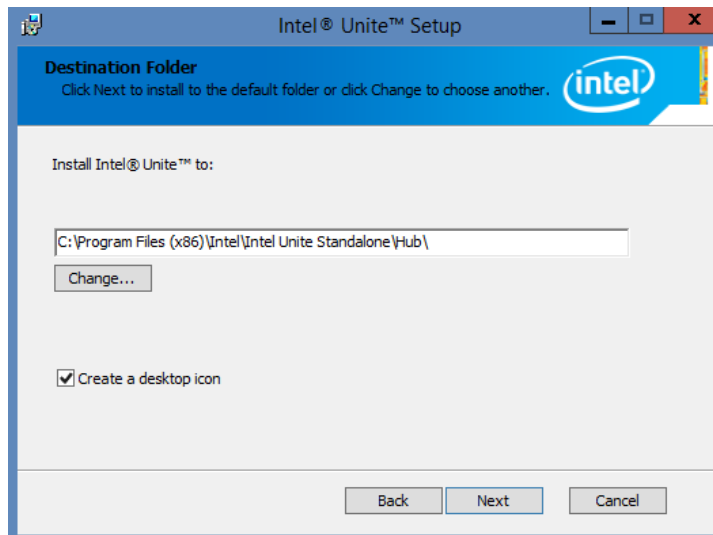 Intel® Unite™ Setup
Destination Folder
Click Next to install to the default folder or click Change to choose another.
intel
Install Intel® Unite™ to:
C:\Program Files (x86)\Intel\Intel Unite Standalone\Hub\
Change...
Create a desktop icon
Back Next Cancel